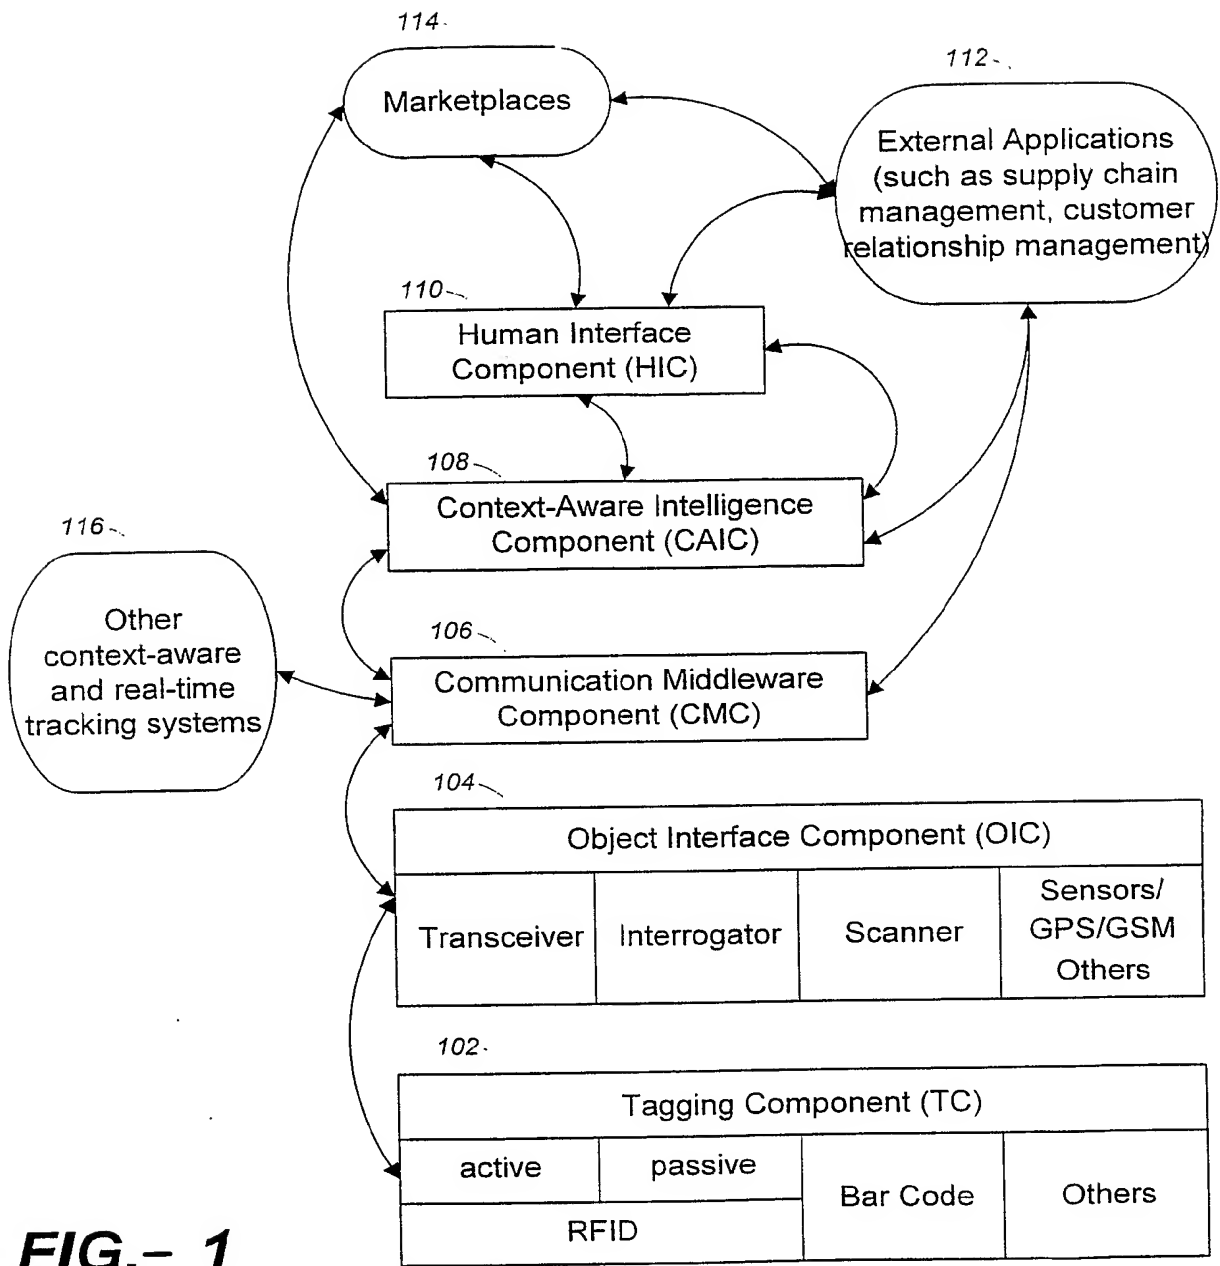 114
Marketplaces
112
External Applications
(such as supply chain
management, customer
relationship management)
110
Human Interface
Component (HIC)
108
Context-Aware Intelligence
Component (CAIC)
116
Other
context-aware
and real-time
tracking systems
106
Communication Middleware
Component (CMC)
104
Object Interface Component (OIC)
Transceiver
Interrogator
Scanner
Sensors/
GPS/GSM
Others
102
Tagging Component (TC)
active
passive
RFID
Bar Code
Others
FIG.– 1